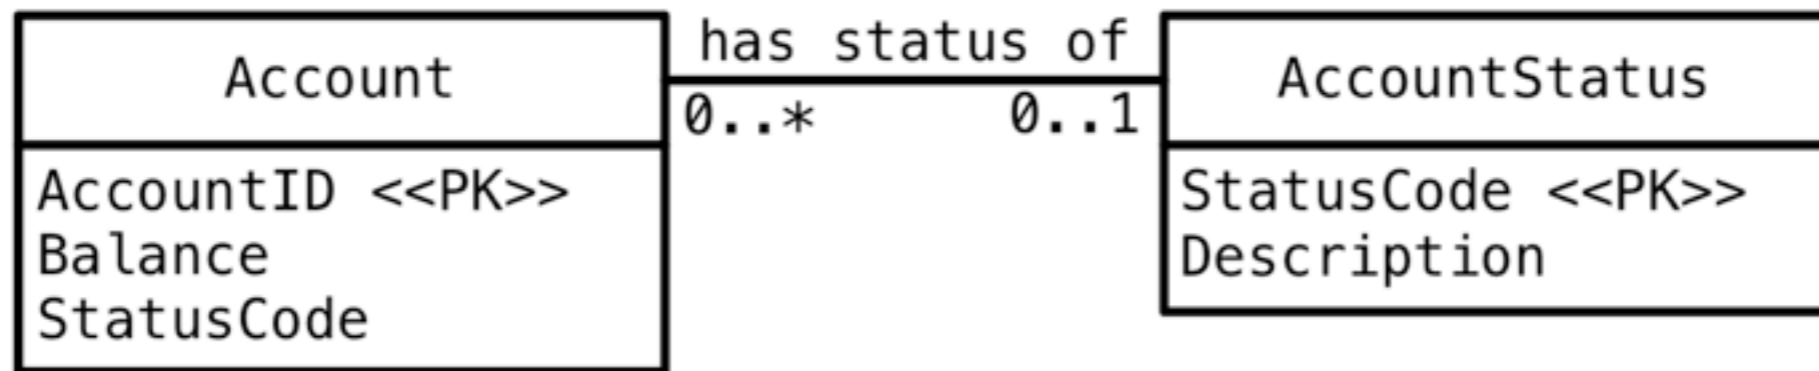 Account
has status of
0..*
0..1
AccountStatus
AccountID <<PK>>
Balance
StatusCode
StatusCode <<PK>>
Description